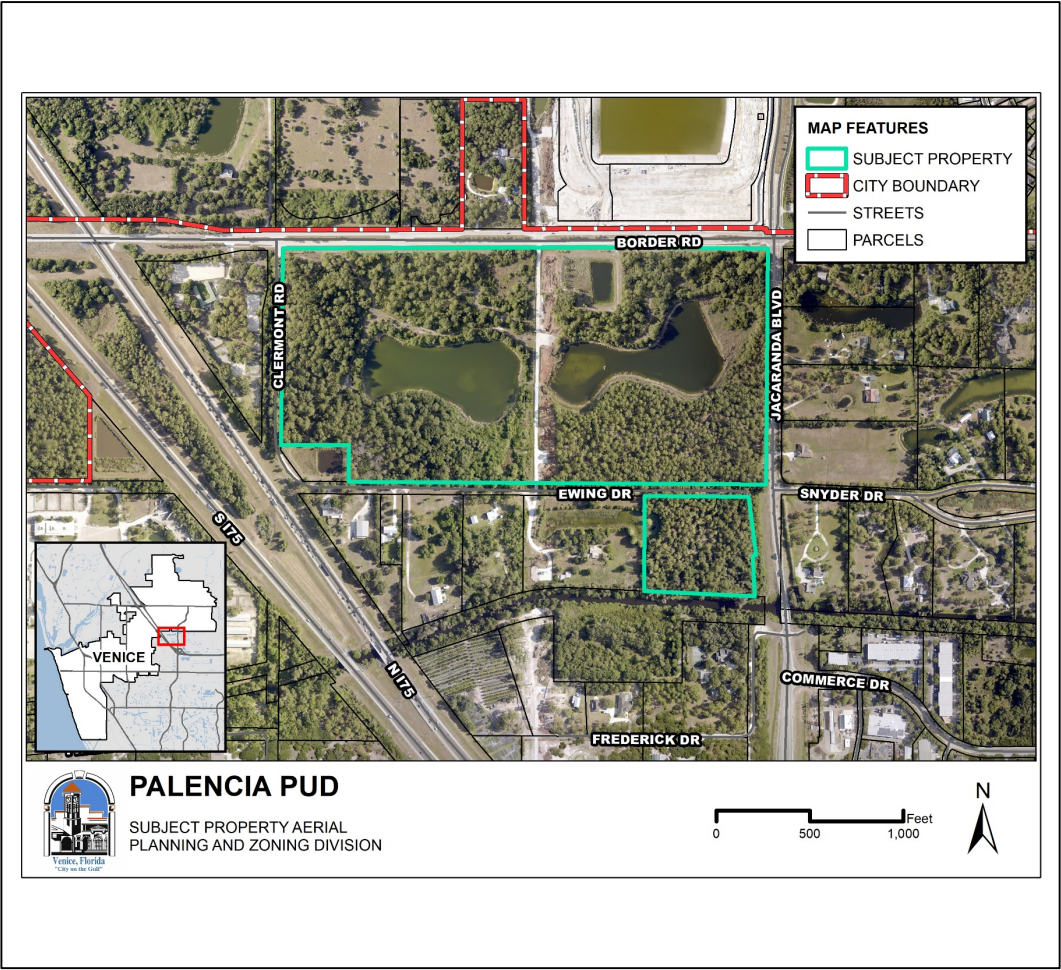 MAP FEATURES
SUBJECT PROPERTY
CITY BOUNDARY
STREETS
PARCELS
BORDER RD
CLERMONT RD
JACARANDA BLVD
EWING DR
SNYDER DR
S I75
N I75
COMMERCE DR
FREDERICK DR
VENICE
PALENCIA PUD
SUBJECT PROPERTY AERIAL
PLANNING AND ZONING DIVISION
Venice, Florida
"City on the Gulf"
N
Feet
0 500 1,000